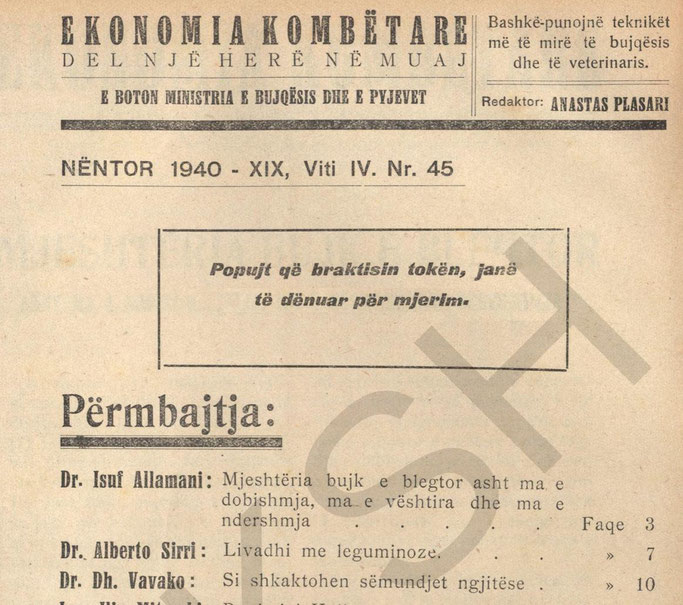 EKONOMIA KOMBËTARE
DEL NJË HERË NË MUAJ
E BOTON MINISTRIA E BUJQËSIS DHE E PYJEVET
Bashkë-punojnë teknikët
më të mirë të bujqësis
dhe të veterinaris.
Redaktor: ANASTAS PLASARI
NËNTOR 1940 - XIX, Viti IV. Nr. 45
Popujt që braktisin tokën, janë
të dënuar për mjerim.
Përmbajtja:
Dr. Isuf Allamani: Mjeshtëria bujk e blegtor asht ma e
dobishmja, ma e vështira dhe ma e
ndershmja . . . . . Faqe 3
Dr. Alberto Sirri: Livadhi me leguminoze. . . . » 7
Dr. Dh. Vavako: Si shkaktohen sëmundjet ngjitëse . » 10
KSH